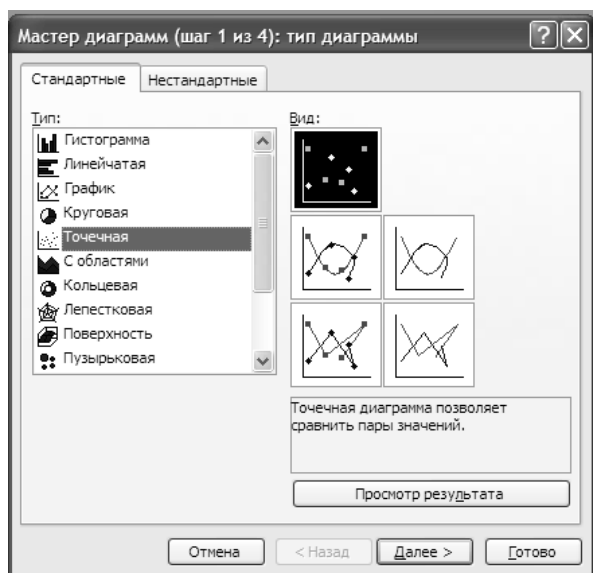 Мастер диаграмм (шаг 1 из 4): тип диаграммы
Стандартные
Нестандартные
Тип:
Гистограмма
Линейчатая
График
Круговая
Точечная
С областями
Кольцевая
Лепестковая
Поверхность
Пузырьковая
Вид:
Точечная диаграмма позволяет
сравнить пары значений.
Просмотр результата
Отмена
< Назад
Далее >
Готово